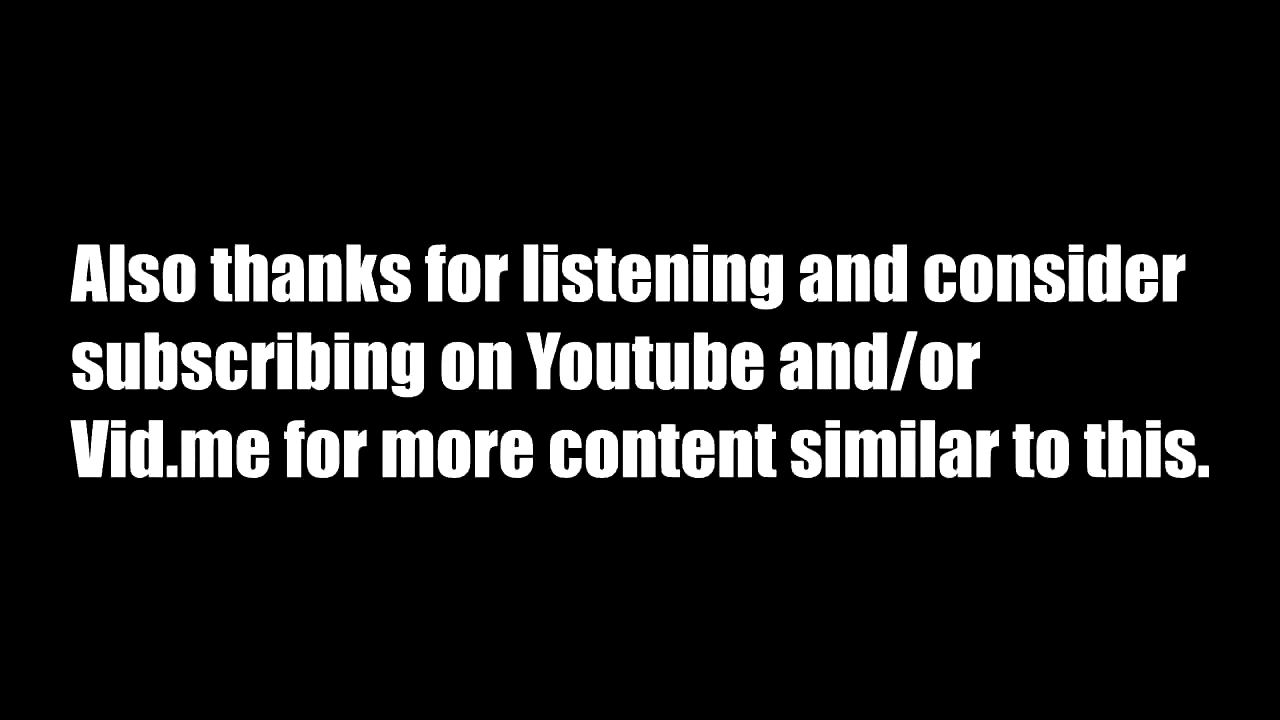 Also thanks for listening and consider
subscribing on Youtube and/or
Vid.me for more content similar to this.